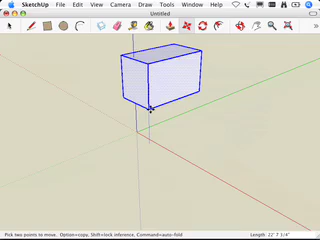 SketchUp File Edit View Camera Draw Tools Window
Untitled
Pick two points to move. Option=copy, Shift=lock inference, Command=auto-fold Length 22' 7 1/4"